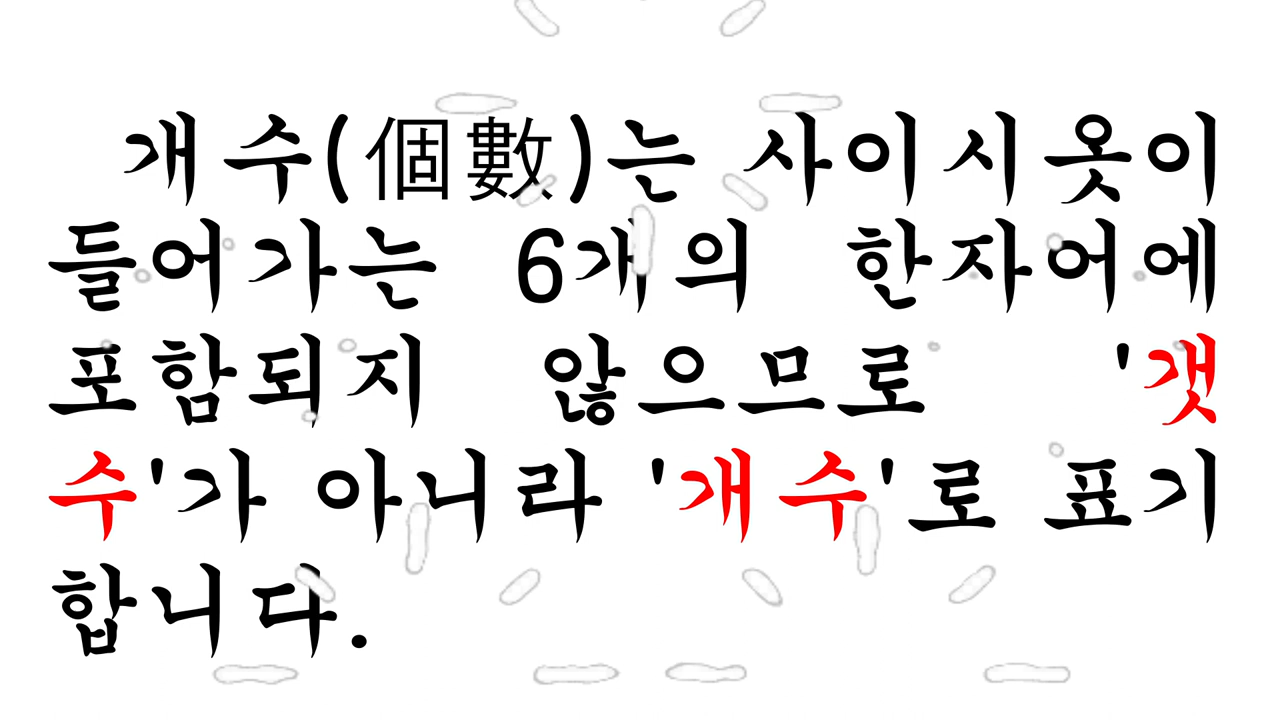 개수(個數)는 사이시옷이
들어가는 6개의 한자어에
포함되지 않으므로 '갯
수'가 아니라 '개수'로 표기
합니다.